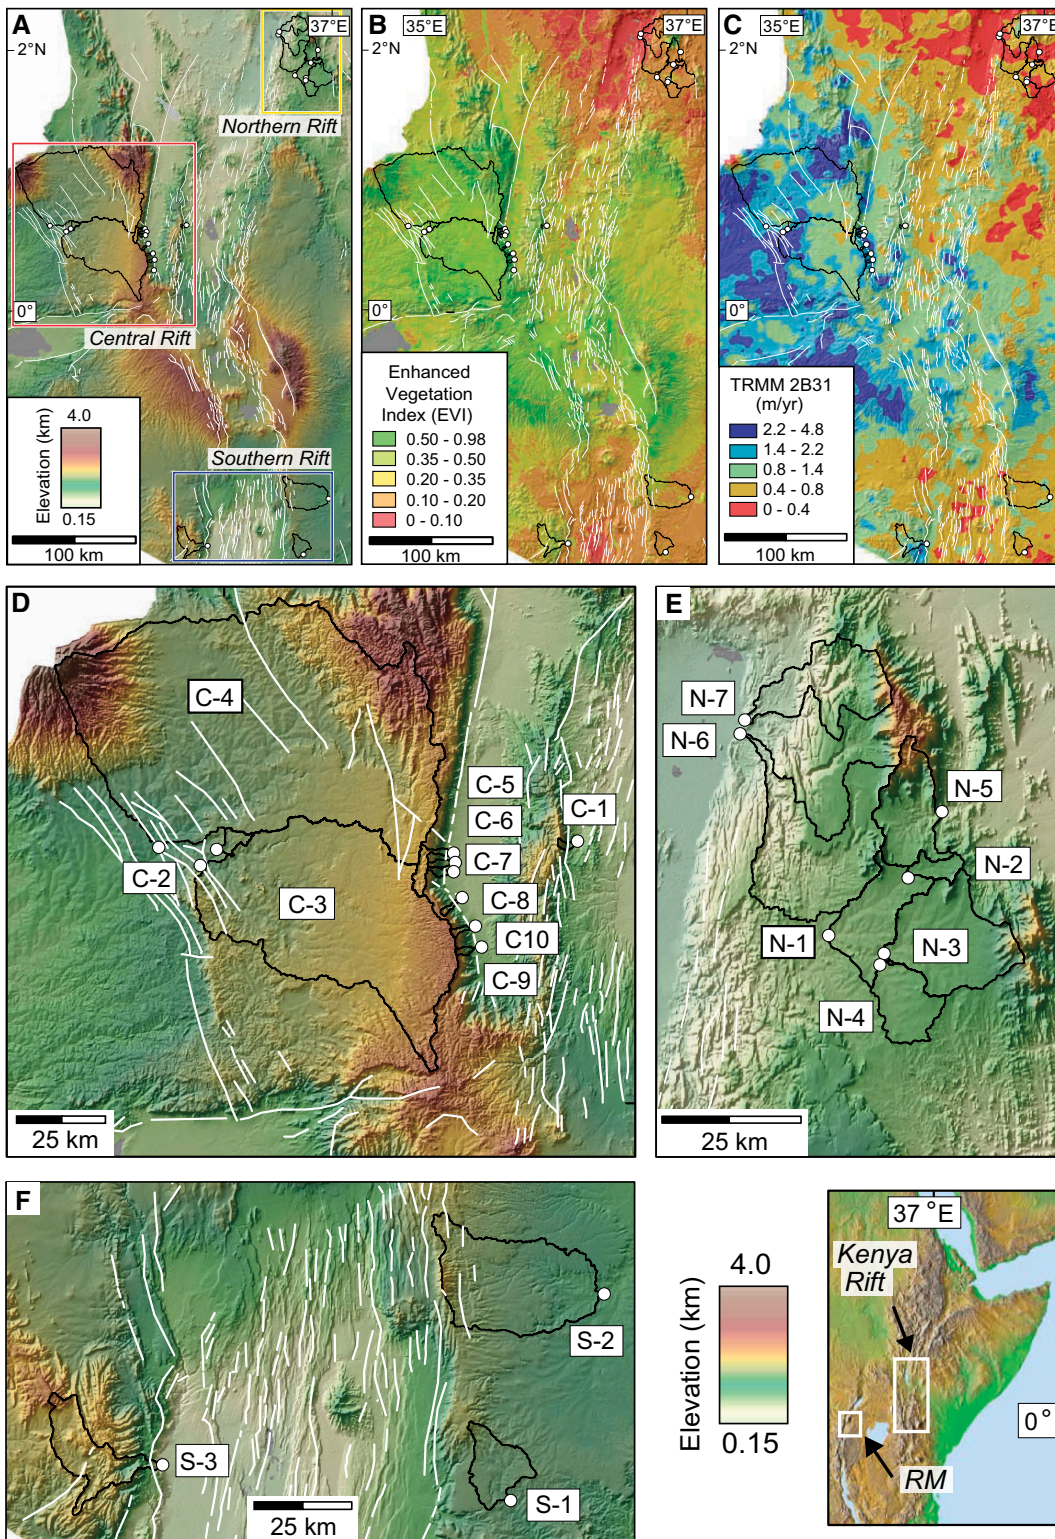 A
37°E
2°N
Northern Rift
0°
Central Rift
Elevation (km)
4.0
0.15
100 km
Southern Rift
B
35°E
37°E
Enhanced
Vegetation
Index (EVI)
0.50 - 0.98
0.35 - 0.50
0.20 - 0.35
0.10 - 0.20
0 - 0.10
100 km
C
35°E
37°E
2°N
0°
TRMM 2B31
(m/yr)
2.2 - 4.8
1.4 - 2.2
0.8 - 1.4
0.4 - 0.8
0 - 0.4
100 km
D
C-4
C-5
C-6
C-1
C-7
C-2
C-3
C-8
C10
C-9
25 km
E
N-7
N-6
N-5
N-2
N-1
N-3
N-4
25 km
F
S-2
S-3
S-1
25 km
Elevation (km)
4.0
0.15
37 °E
Kenya
Rift
0°
RM